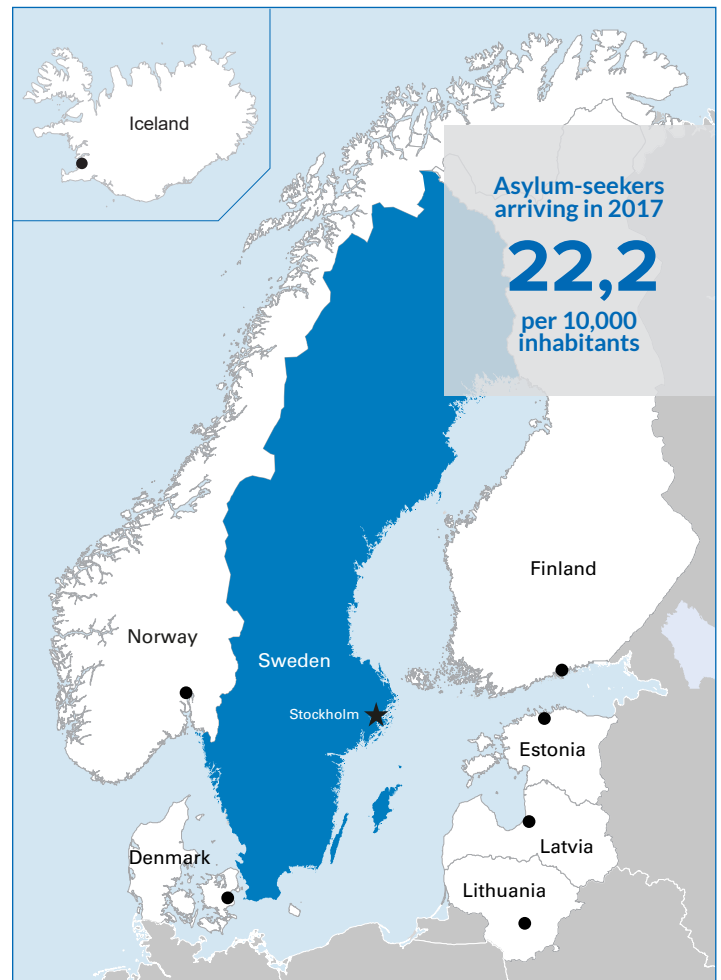 Iceland
Asylum-seekers
arriving in 2017
22,2
per 10,000
inhabitants
Finland
Norway
Sweden
Stockholm
Estonia
Denmark
Latvia
Lithuania